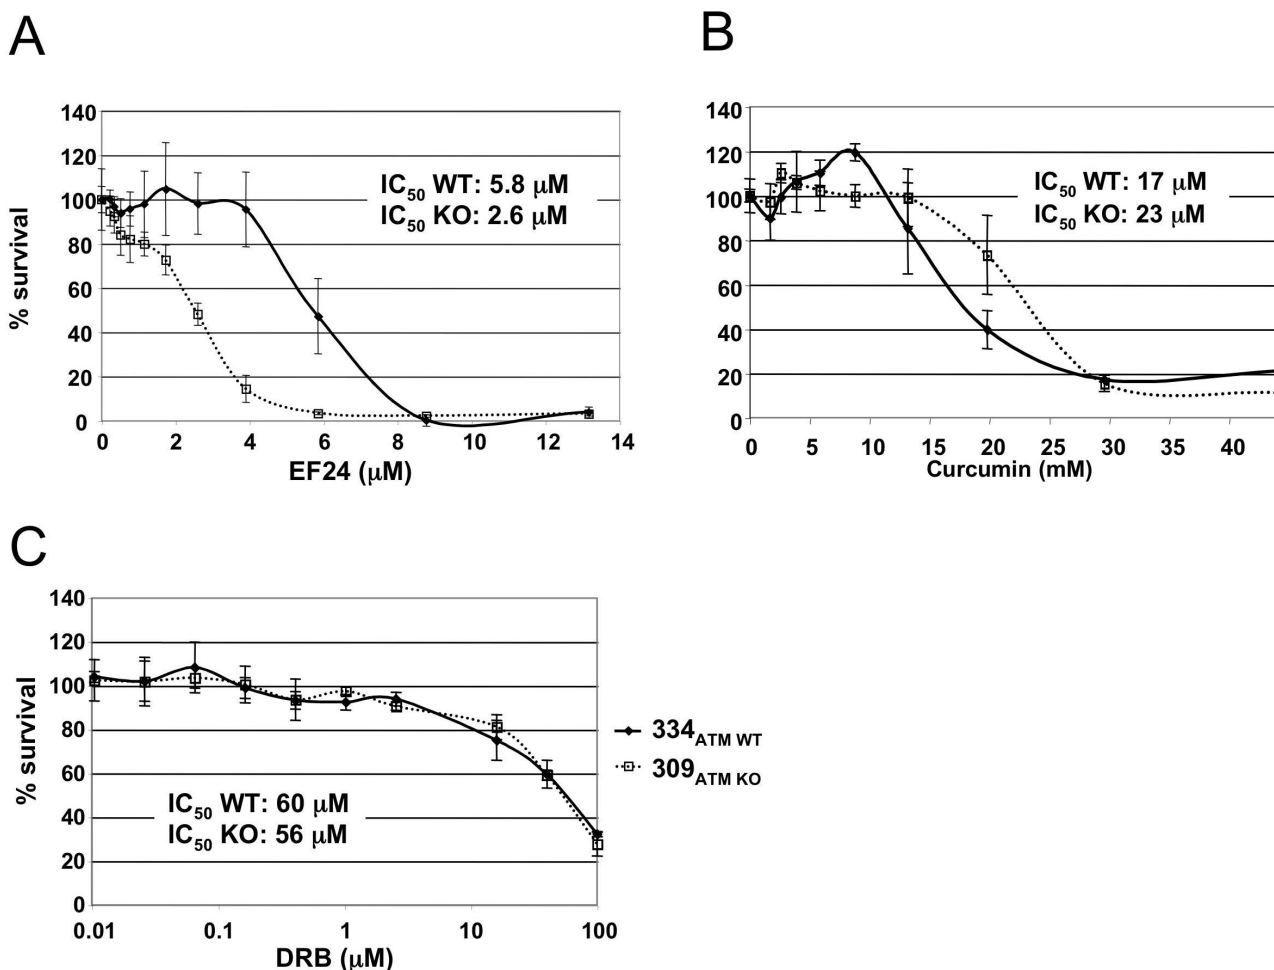 A
% survival
140
120
100
80
60
40
20
0
IC50 WT: 5.8 μM
IC50 KO: 2.6 μM
0 2 4 6 8 10 12 14
EF24 (μM)
B
140
120
100
80
60
40
20
0
IC50 WT: 17 μM
IC50 KO: 23 μM
0 5 10 15 20 25 30 35 40
Curcumin (mM)
C
% survival
140
120
100
80
60
40
20
0
IC50 WT: 60 μM
IC50 KO: 56 μM
0.01 0.1 1 10 100
DRB (μM)
334ATM WT
309ATM KO